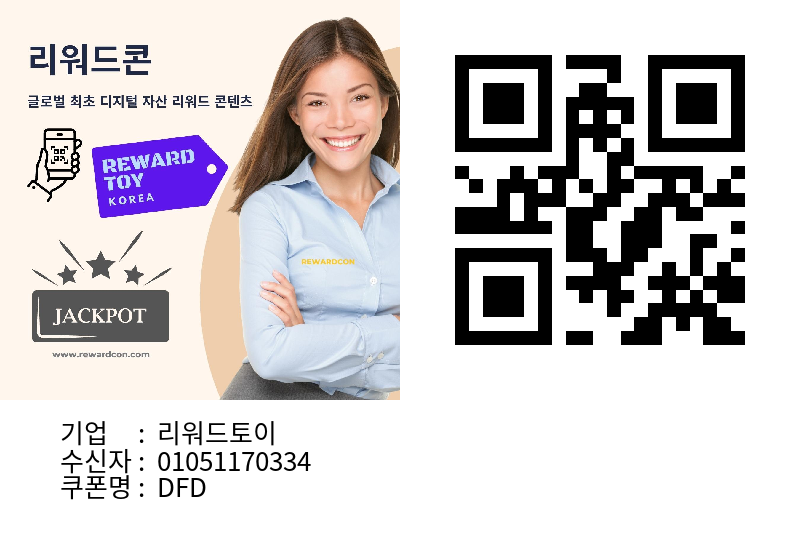 리워드콘
글로벌 최초 디지털 자산 리워드 콘텐츠
REWARD
TOY
KOREA
REWARDCON
JACKPOT
www.rewardcon.com
기업 : 리워드토이
수신자 : 01051170334
쿠폰명 : DFD